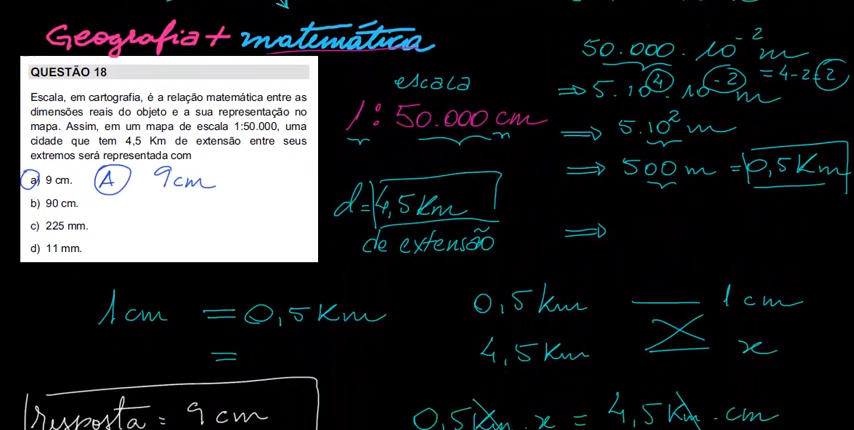 Geografia + matemática
QUESTÃO 18
Escala, em cartografia, é a relação matemática entre as
dimensões reais do objeto e a sua representação no
mapa. Assim, em um mapa de escala 1:50.000, uma
cidade que tem 4,5 Km de extensão entre seus
extremos será representada com
a) 9 cm.
A 9 cm
b) 90 cm.
c) 225 mm.
d) 11 mm.
escala
1:50.000 cm
d = 4,5 Km
de extensão
50.000 . 10⁻² m
⇒ 5.10⁴ . 10⁻² m
= 4-2=2
⇒ 5.10² m
⇒ 500 m = 0,5 Km
⇒
1 cm = 0,5 Km
=
0,5 km 1 cm
4,5 Km x
resposta = 9 cm
0,5 Km . x = 4,5 Km . cm